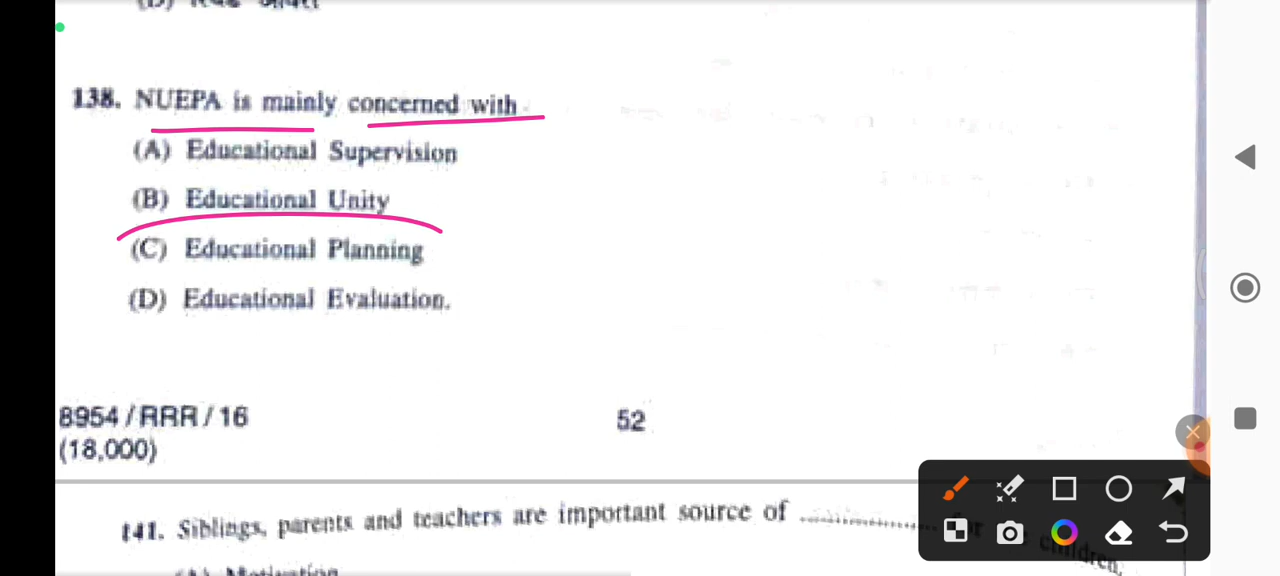 138. NUEPA is mainly concerned with
(A) Educational Supervision
(B) Educational Unity
(C) Educational Planning
(D) Educational Evaluation.
8954 / RRR / 16
52
(18,000)
141. Siblings, parents and teachers are important source of ................ children.
(A) Motivation